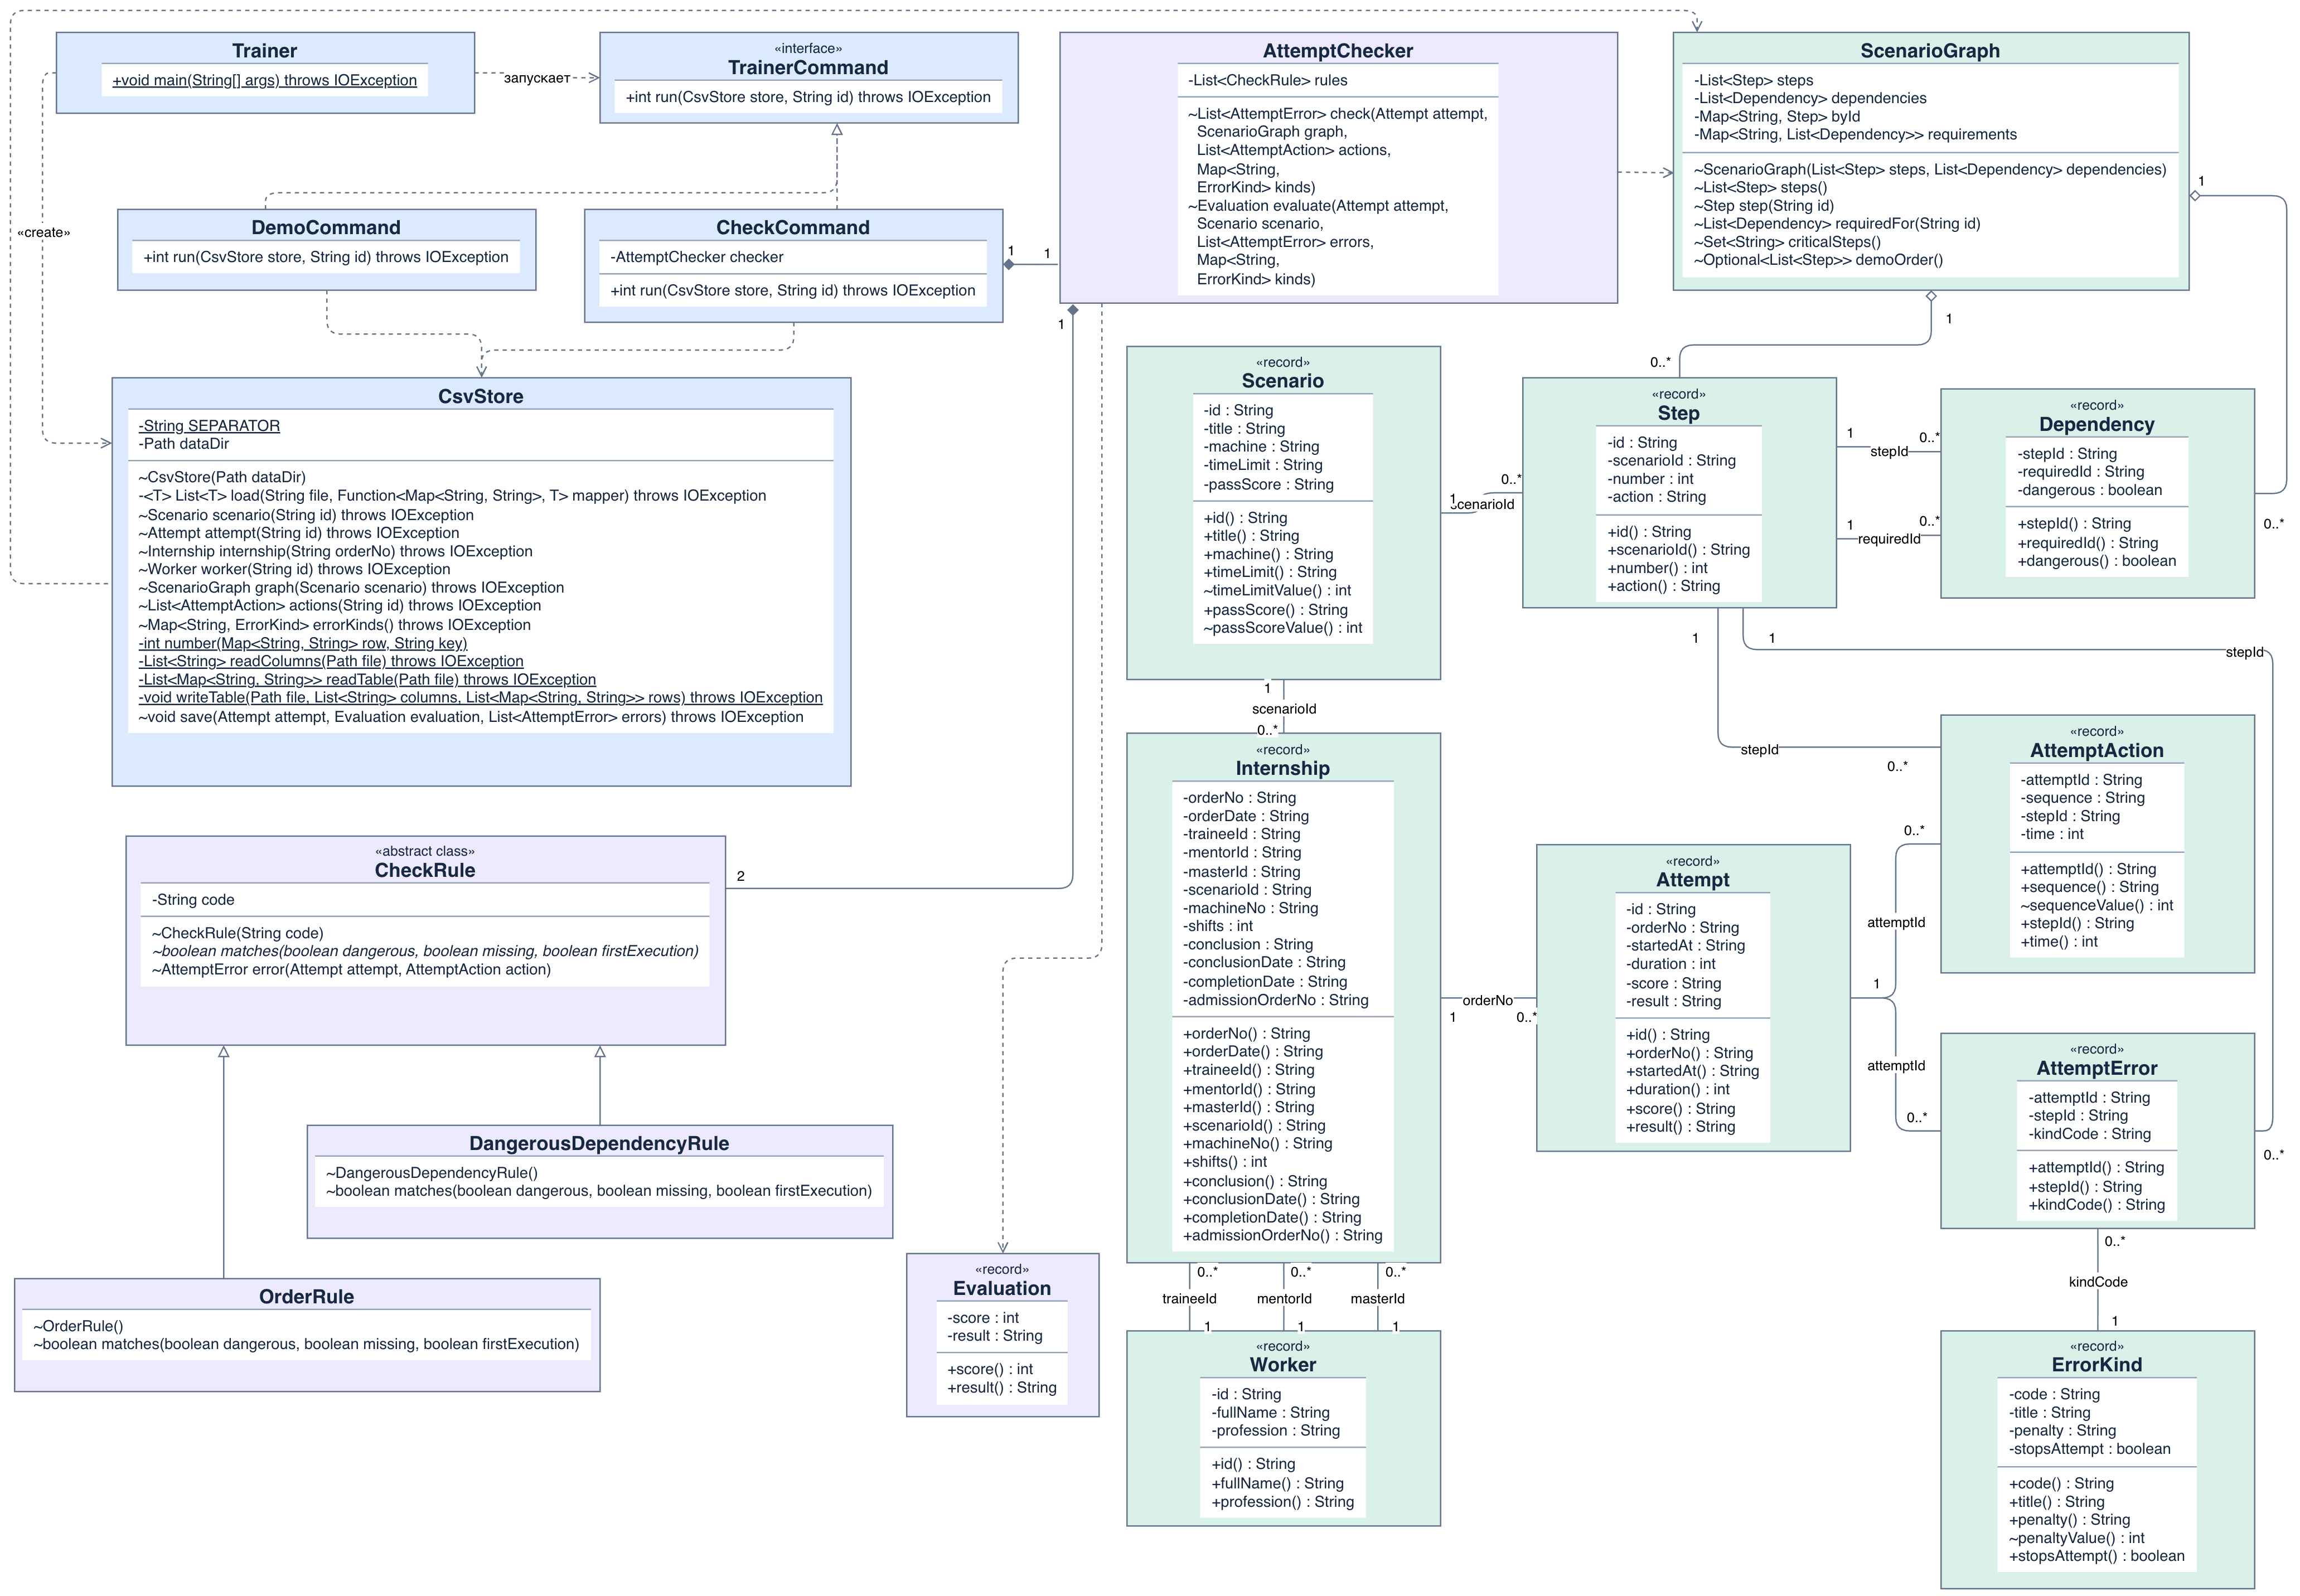 Trainer
+void main(String[] args) throws IOException
запускает
«interface»
TrainerCommand
+int run(CsvStore store, String id) throws IOException
AttemptChecker
-List<CheckRule> rules
~List<AttemptError> check(Attempt attempt,
ScenarioGraph graph,
List<AttemptAction> actions,
Map<String,
ErrorKind> kinds)
~Evaluation evaluate(Attempt attempt,
Scenario scenario,
List<AttemptError> errors,
Map<String,
ErrorKind> kinds)
ScenarioGraph
-List<Step> steps
-List<Dependency> dependencies
-Map<String, Step> byId
-Map<String, List<Dependency>> requirements
~ScenarioGraph(List<Step> steps, List<Dependency> dependencies)
~List<Step> steps()
~Step step(String id)
~List<Dependency> requiredFor(String id)
~Set<String> criticalSteps()
~Optional<List<Step>> demoOrder()
1
1
0..*
«create»
DemoCommand
+int run(CsvStore store, String id) throws IOException
CheckCommand
-AttemptChecker checker
+int run(CsvStore store, String id) throws IOException
1
1
1
CsvStore
-String SEPARATOR
-Path dataDir
~CsvStore(Path dataDir)
-<T> List<T> load(String file, Function<Map<String, String>, T> mapper) throws IOException
~Scenario scenario(String id) throws IOException
~Attempt attempt(String id) throws IOException
~Internship internship(String orderNo) throws IOException
~Worker worker(String id) throws IOException
~ScenarioGraph graph(Scenario scenario) throws IOException
~List<AttemptAction> actions(String id) throws IOException
~Map<String, ErrorKind> errorKinds() throws IOException
-int number(Map<String, String> row, String key)
-List<String> readColumns(Path file) throws IOException
-List<Map<String, String>> readTable(Path file) throws IOException
-void writeTable(Path file, List<String> columns, List<Map<String, String>> rows) throws IOException
~void save(Attempt attempt, Evaluation evaluation, List<AttemptError> errors) throws IOException
«record»
Scenario
-id : String
-title : String
-machine : String
-timeLimit : String
-passScore : String
+id() : String
+title() : String
+machine() : String
+timeLimit() : String
~timeLimitValue() : int
+passScore() : String
~passScoreValue() : int
1
scenarioId
0..*
«record»
Step
-id : String
-scenarioId : String
-number : int
-action : String
+id() : String
+scenarioId() : String
+number() : int
+action() : String
1
stepId
0..*
1
requiredId
0..*
«record»
Dependency
-stepId : String
-requiredId : String
-dangerous : boolean
+stepId() : String
+requiredId() : String
+dangerous() : boolean
0..*
1
scenarioId
0..*
1
1
stepId
stepId
0..*
«abstract class»
CheckRule
-String code
~CheckRule(String code)
~boolean matches(boolean dangerous, boolean missing, boolean firstExecution)
~AttemptError error(Attempt attempt, AttemptAction action)
2
DangerousDependencyRule
~DangerousDependencyRule()
~boolean matches(boolean dangerous, boolean missing, boolean firstExecution)
OrderRule
~OrderRule()
~boolean matches(boolean dangerous, boolean missing, boolean firstExecution)
«record»
Evaluation
-score : int
-result : String
+score() : int
+result() : String
«record»
Internship
-orderNo : String
-orderDate : String
-traineeId : String
-mentorId : String
-masterId : String
-scenarioId : String
-machineNo : String
-shifts : int
-conclusion : String
-conclusionDate : String
-completionDate : String
-admissionOrderNo : String
+orderNo() : String
+orderDate() : String
+traineeId() : String
+mentorId() : String
+masterId() : String
+scenarioId() : String
+machineNo() : String
+shifts() : int
+conclusion() : String
+conclusionDate() : String
+completionDate() : String
+admissionOrderNo() : String
orderNo
1
0..*
«record»
Attempt
-id : String
-orderNo : String
-startedAt : String
-duration : int
-score : String
-result : String
+id() : String
+orderNo() : String
+startedAt() : String
+duration() : int
+score() : String
+result() : String
1
0..*
attemptId
attemptId
0..*
«record»
AttemptAction
-attemptId : String
-sequence : String
-stepId : String
-time : int
+attemptId() : String
+sequence() : String
~sequenceValue() : int
+stepId() : String
+time() : int
«record»
AttemptError
-attemptId : String
-stepId : String
-kindCode : String
+attemptId() : String
+stepId() : String
+kindCode() : String
0..*
0..*
kindCode
1
0..*
0..*
0..*
traineeId
mentorId
masterId
1
1
1
«record»
Worker
-id : String
-fullName : String
-profession : String
+id() : String
+fullName() : String
+profession() : String
«record»
ErrorKind
-code : String
-title : String
-penalty : String
-stopsAttempt : boolean
+code() : String
+title() : String
+penalty() : String
~penaltyValue() : int
+stopsAttempt() : boolean